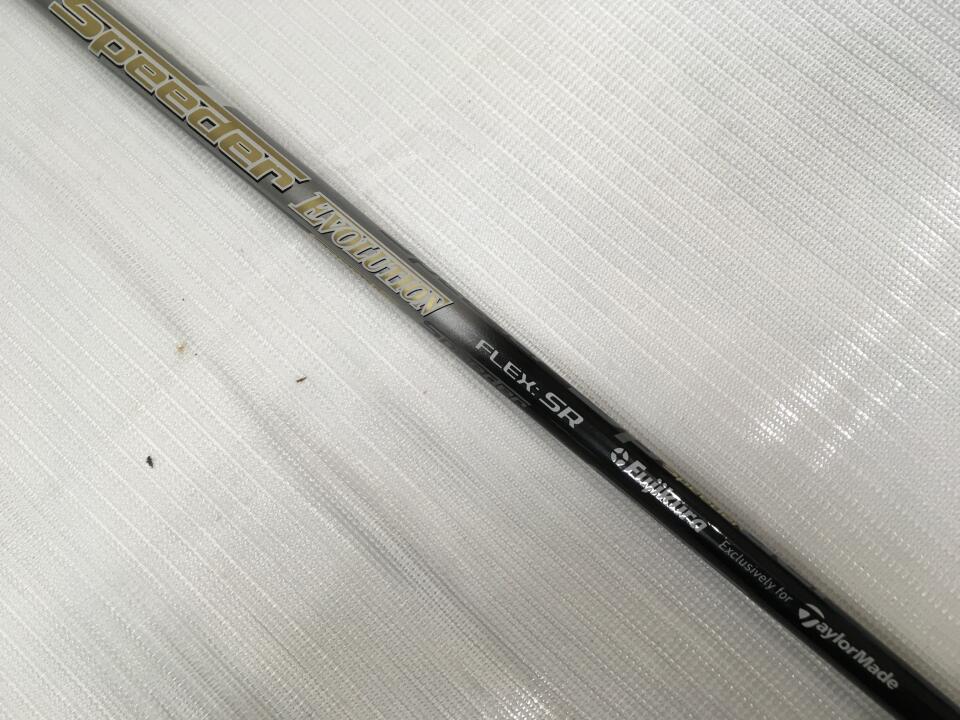 Speeder
EVOLUTION
FLEX: SR
Fujikura
Exclusively for
TaylorMade